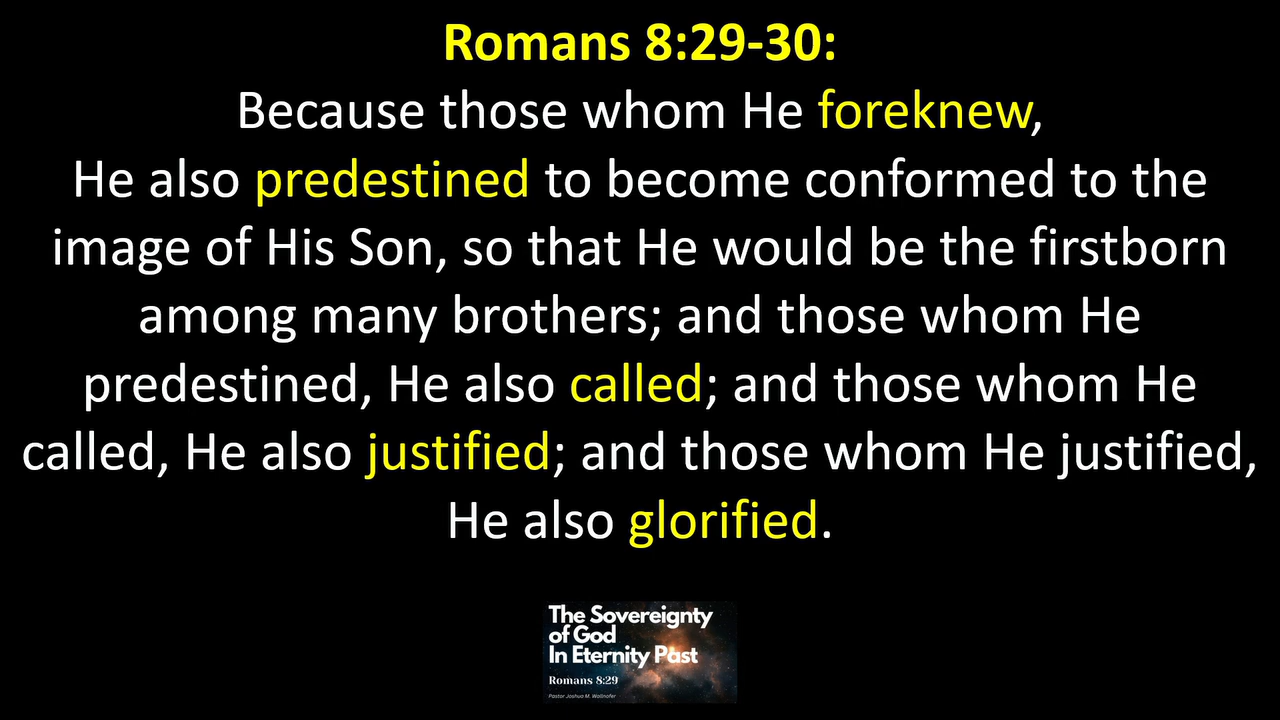 Romans 8:29-30:
Because those whom He foreknew,
He also predestined to become conformed to the
image of His Son, so that He would be the firstborn
among many brothers; and those whom He
predestined, He also called; and those whom He
called, He also justified; and those whom He justified,
He also glorified.
The Sovereignty
of God
In Eternity Past
Romans 8:29
Pastor Joshua M. Wallnofer